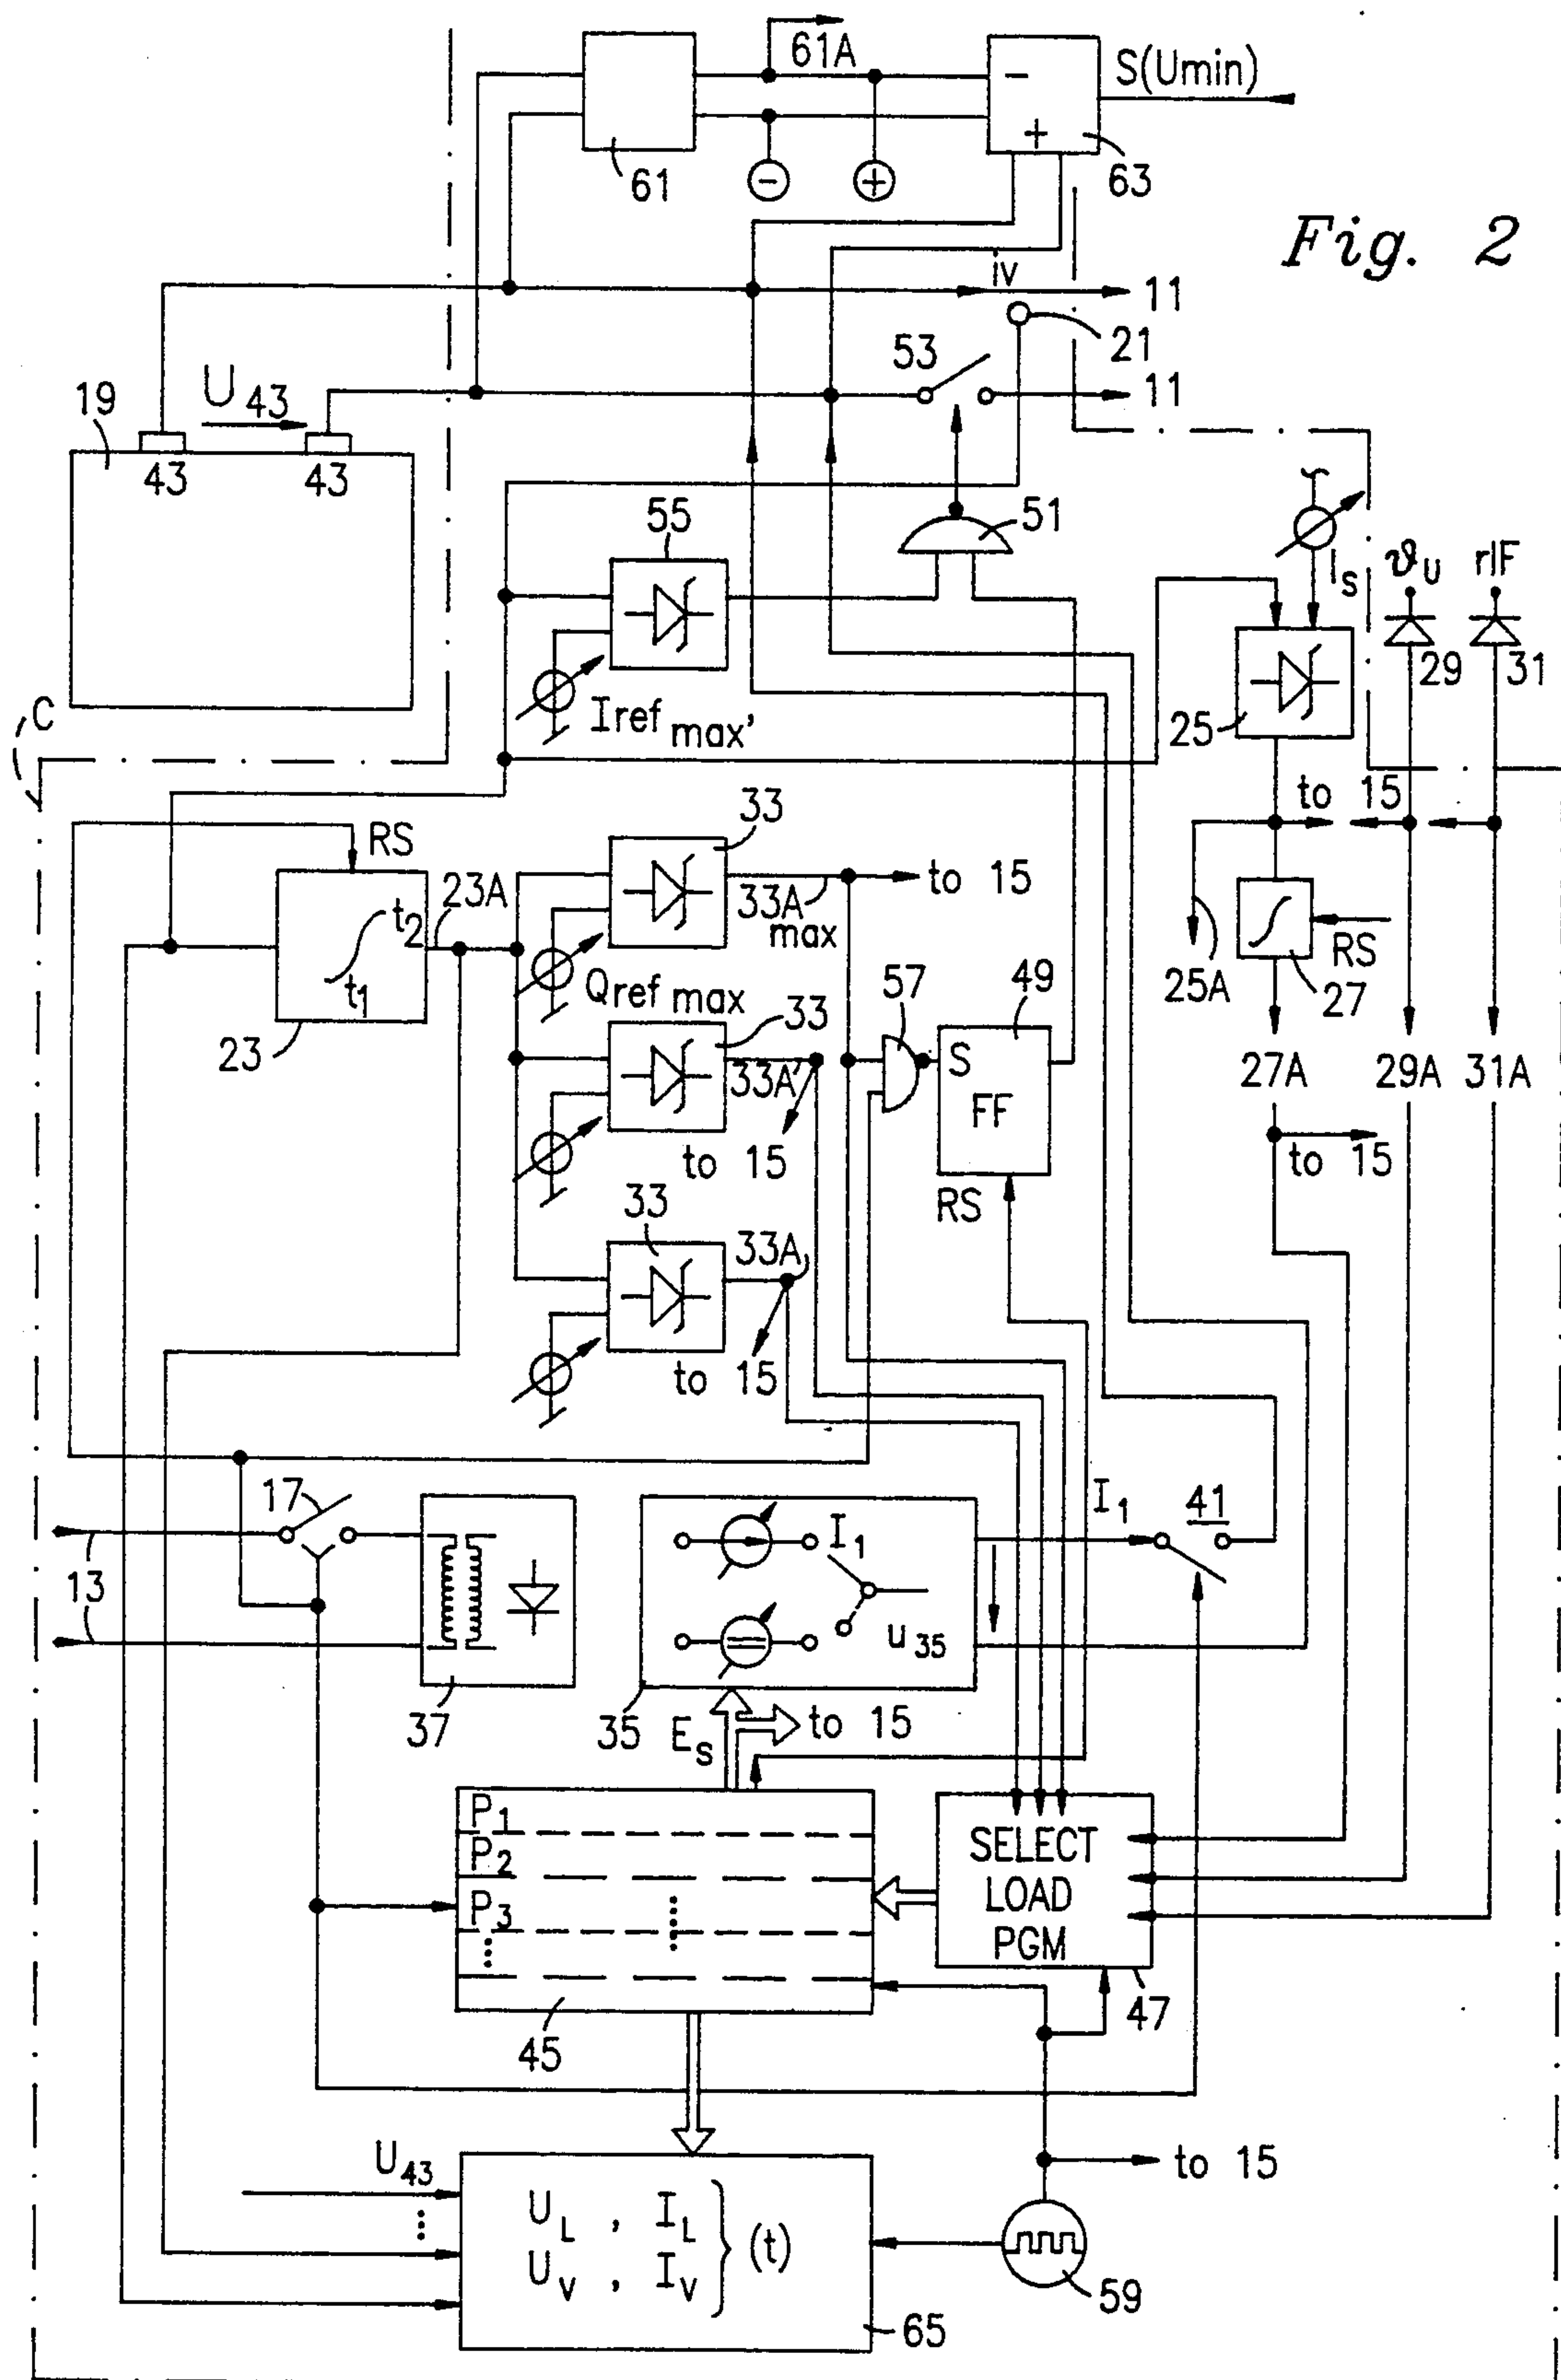 61A
S(Umin)
−
+
61
−
+
63
Fig. 2
iv
11
21
53
11
U43
19
43
43
55
51
Is
ϑU
rIF
29
31
25
Iref max'
C
to 15
33
RS
23A
t2
t1
23
33A max
to 15
Qref max
33
57
49
S
FF
RS
33A'
to 15
25A
RS
27
27A
29A
31A
to 15
33
33A
to 15
17
13
37
I1
u35
35
I1
41
Es
to 15
P1
P2
P3
45
SELECT
LOAD
PGM
47
U43
to 15
UL , IL
UV , IV
(t)
59
65